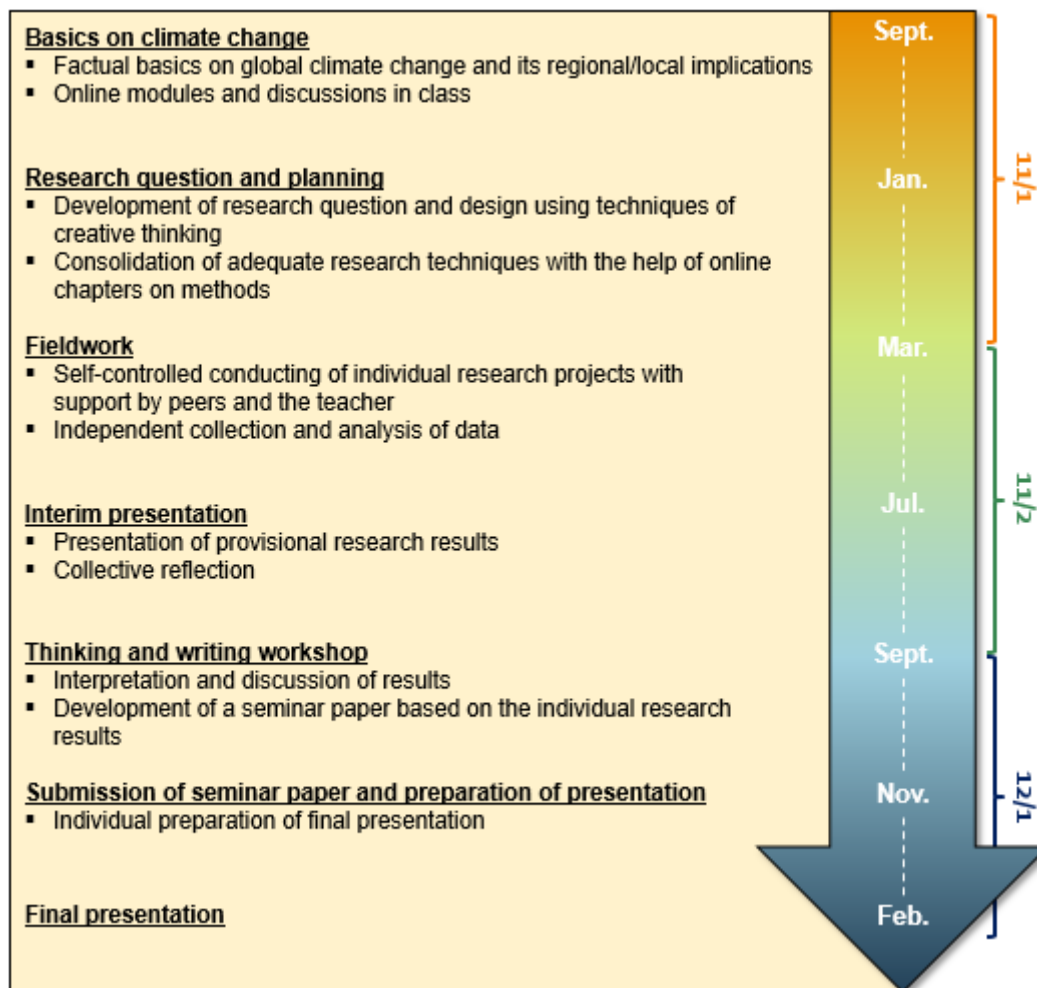 Basics on climate change
▪ Factual basics on global climate change and its regional/local implications
▪ Online modules and discussions in class
Research question and planning
▪ Development of research question and design using techniques of
creative thinking
▪ Consolidation of adequate research techniques with the help of online
chapters on methods
Fieldwork
▪ Self-controlled conducting of individual research projects with
support by peers and the teacher
▪ Independent collection and analysis of data
Interim presentation
▪ Presentation of provisional research results
▪ Collective reflection
Thinking and writing workshop
▪ Interpretation and discussion of results
▪ Development of a seminar paper based on the individual research
results
Submission of seminar paper and preparation of presentation
▪ Individual preparation of final presentation
Final presentation
Sept.
Jan.
Mar.
Jul.
Sept.
Nov.
Feb.
11/1
11/2
12/1